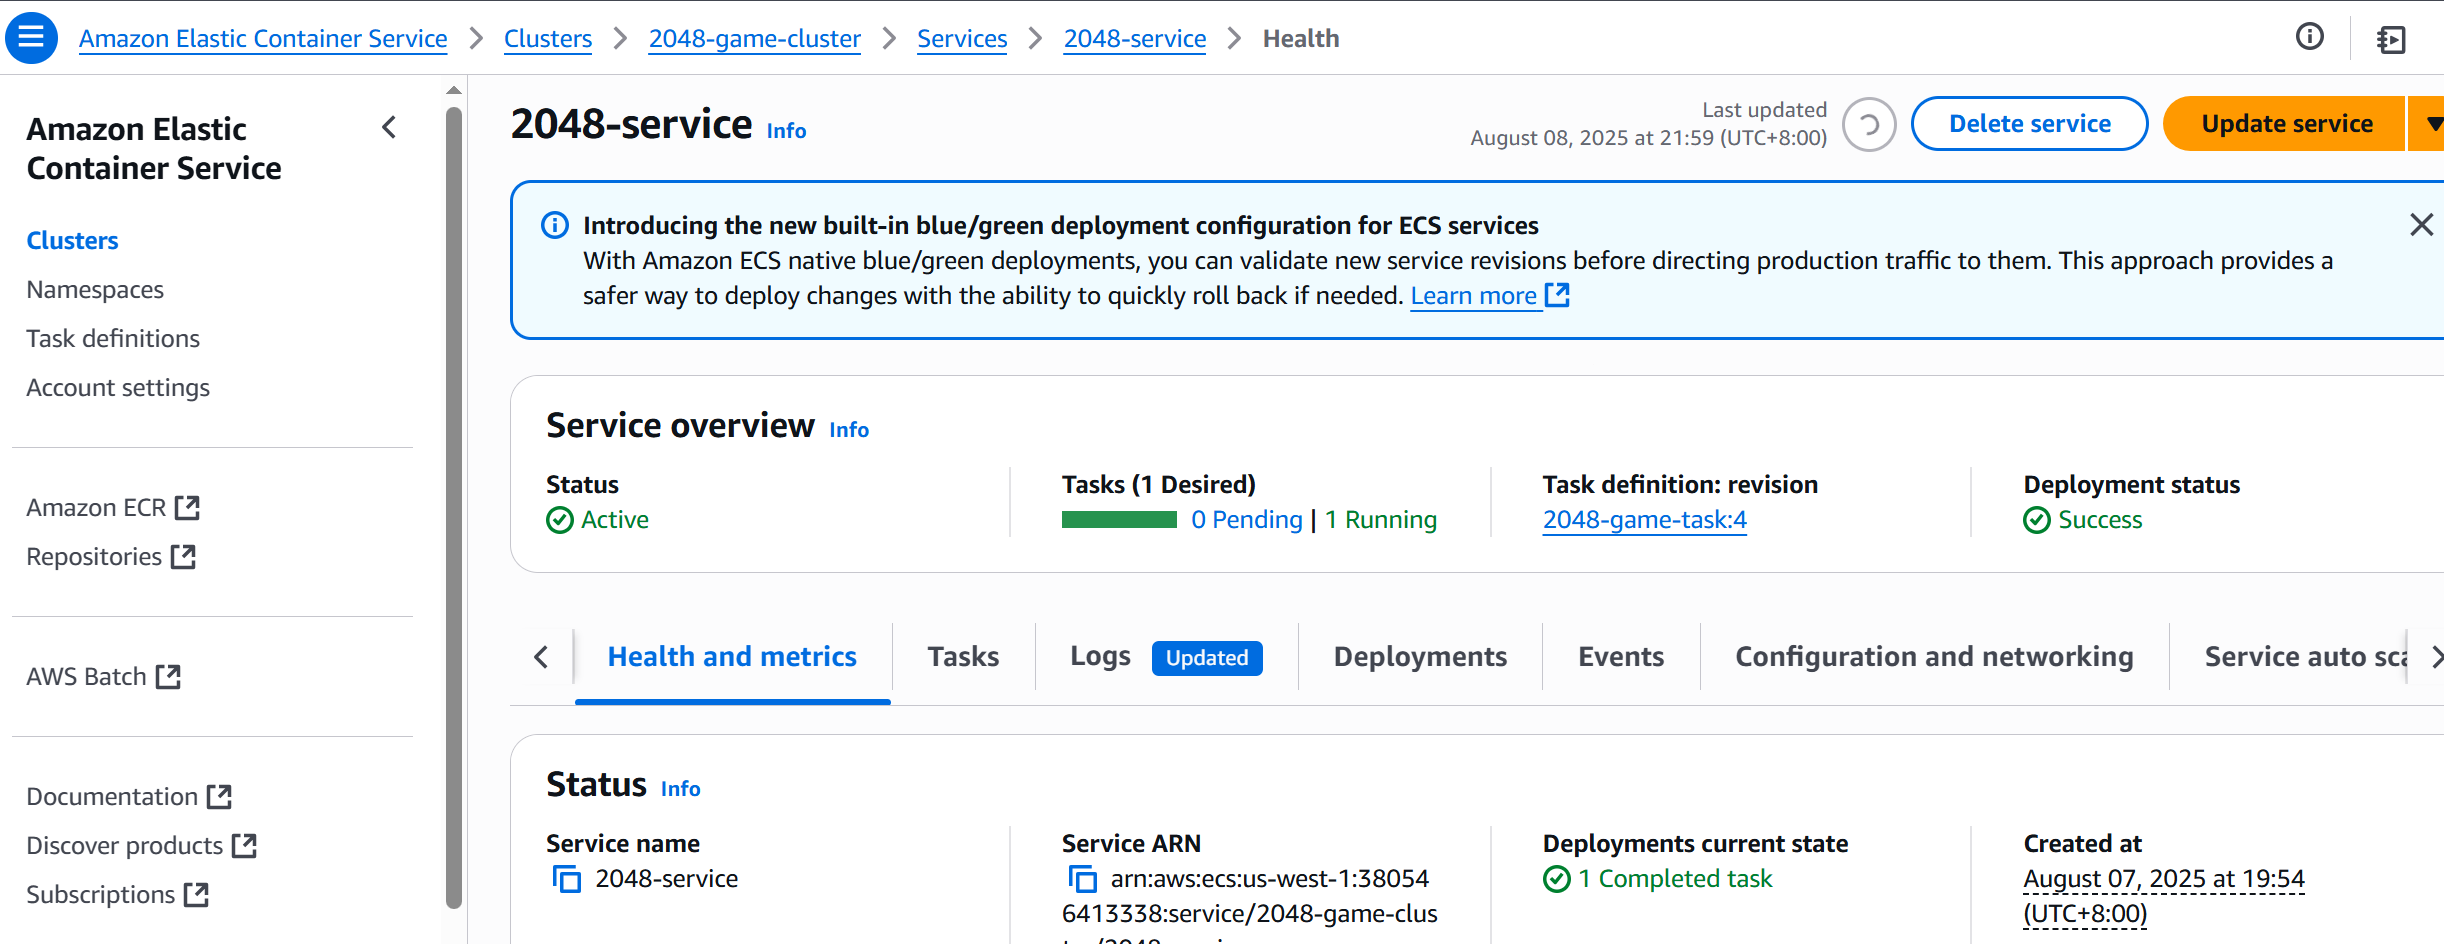 Amazon Elastic Container Service > Clusters > 2048-game-cluster > Services > 2048-service > Health
Amazon Elastic
Container Service
Clusters
Namespaces
Task definitions
Account settings
Amazon ECR
Repositories
AWS Batch
Documentation
Discover products
Subscriptions
2048-service Info
Last updated
August 08, 2025 at 21:59 (UTC+8:00)
Delete service
Update service
Introducing the new built-in blue/green deployment configuration for ECS services
With Amazon ECS native blue/green deployments, you can validate new service revisions before directing production traffic to them. This approach provides a
safer way to deploy changes with the ability to quickly roll back if needed. Learn more
Service overview Info
Status
Active
Tasks (1 Desired)
0 Pending | 1 Running
Task definition: revision
2048-game-task:4
Deployment status
Success
Health and metrics
Tasks
Logs Updated
Deployments
Events
Configuration and networking
Service auto sca
Status Info
Service name
2048-service
Service ARN
arn:aws:ecs:us-west-1:38054
6413338:service/2048-game-clus
Deployments current state
1 Completed task
Created at
August 07, 2025 at 19:54
(UTC+8:00)